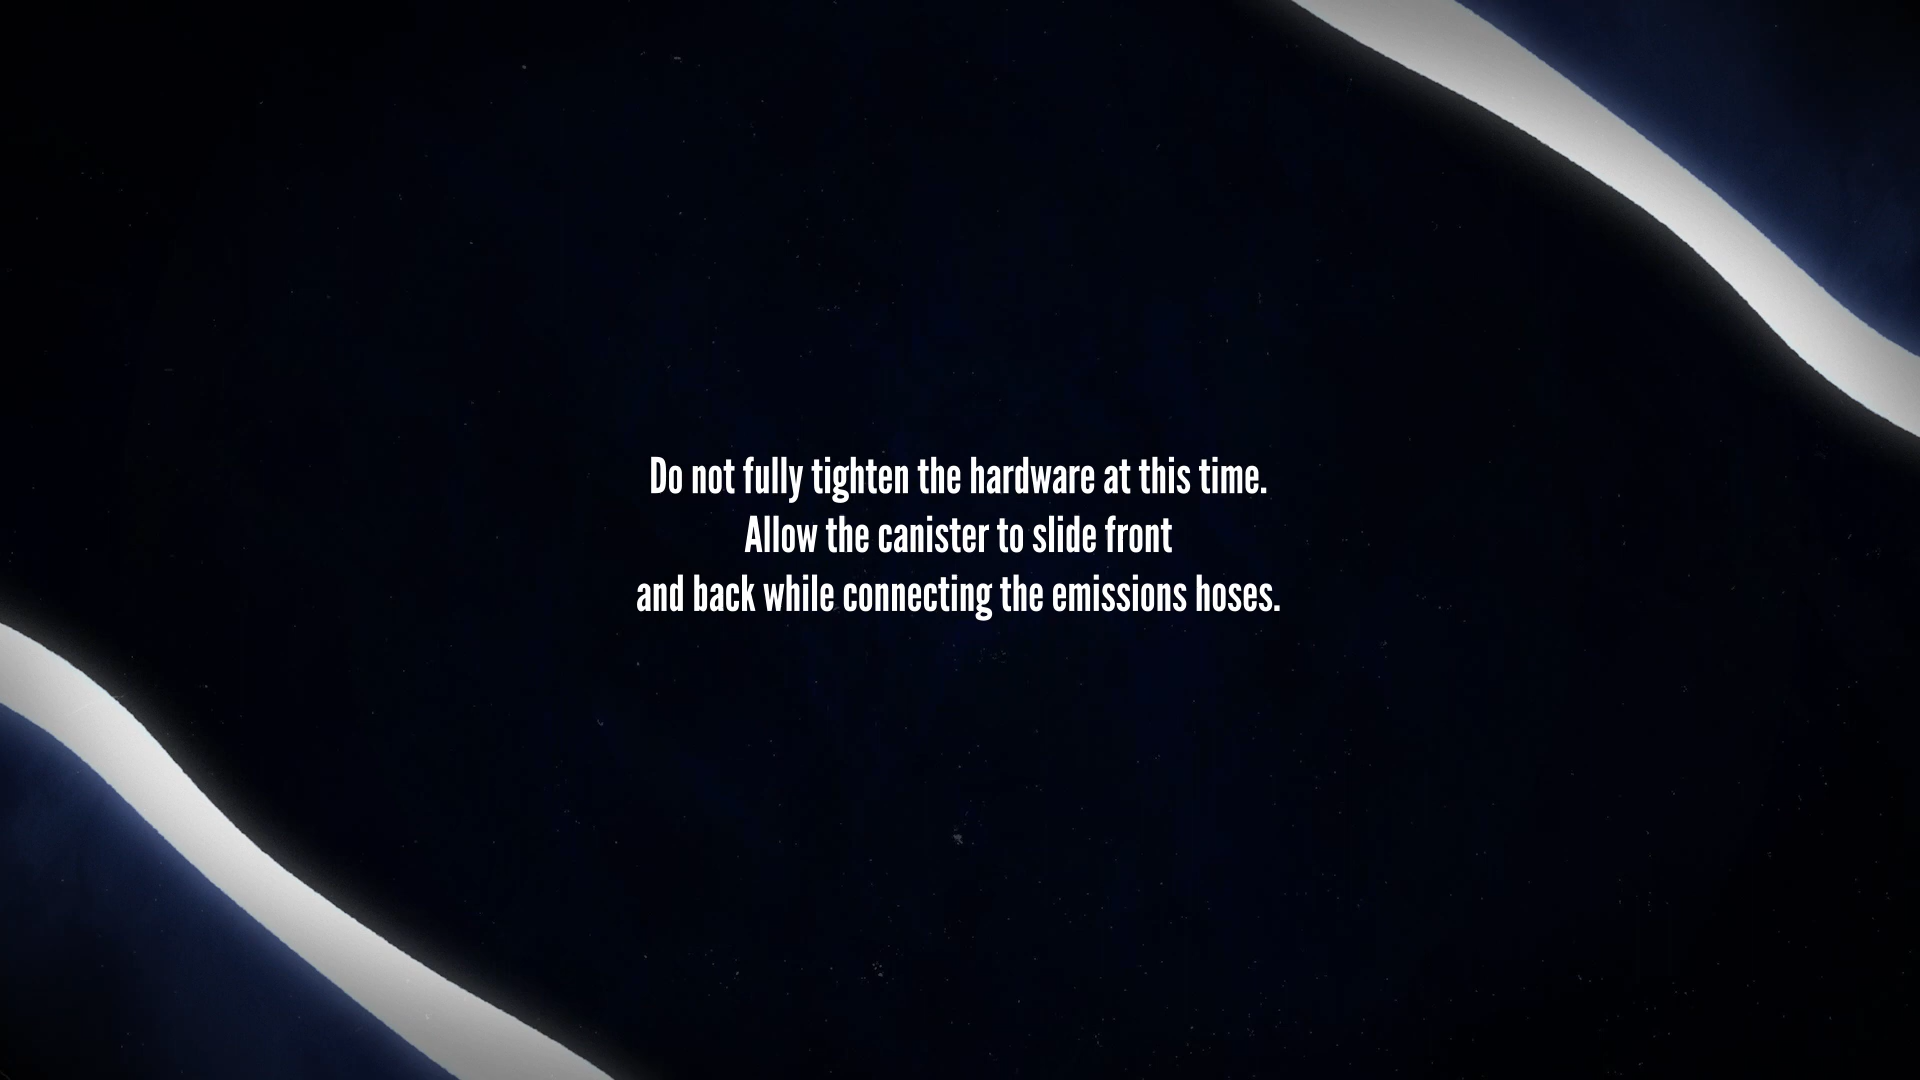 Do not fully tighten the hardware at this time.
Allow the canister to slide front
and back while connecting the emissions hoses.